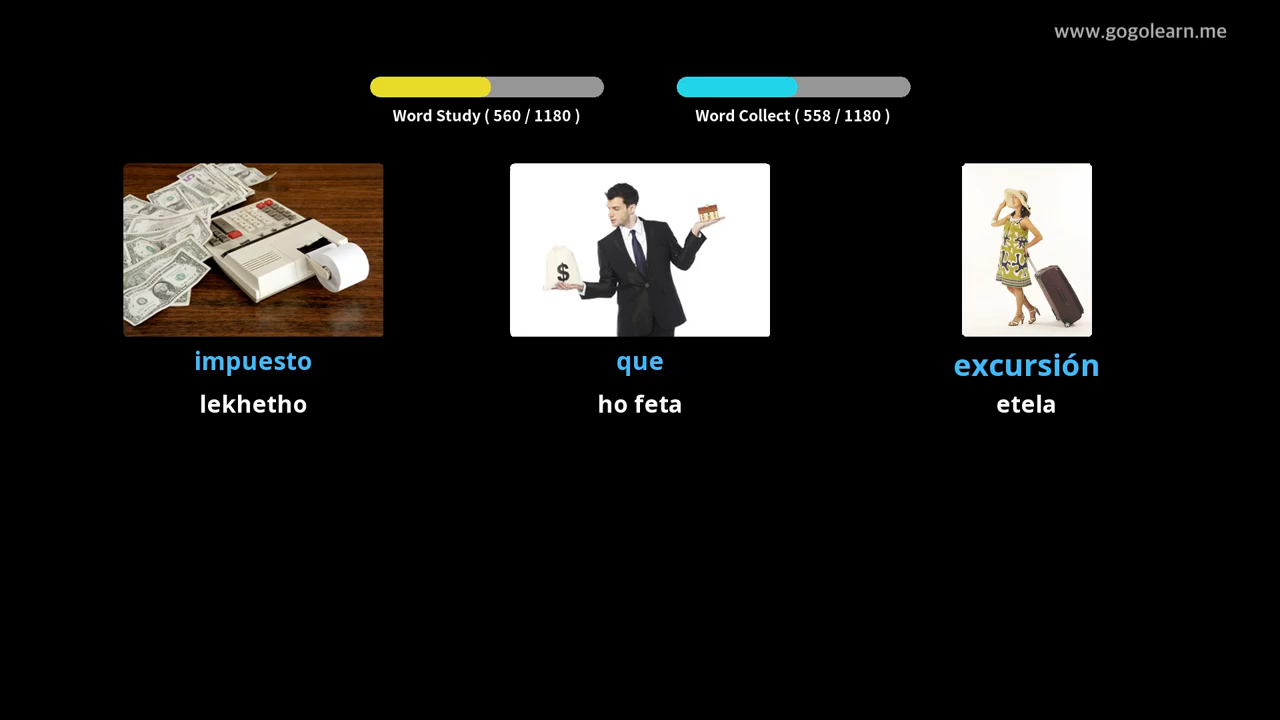 www.gogolearn.me
Word Study ( 560 / 1180 )
Word Collect ( 558 / 1180 )
$
impuesto
que
excursión
lekhetho
ho feta
etela